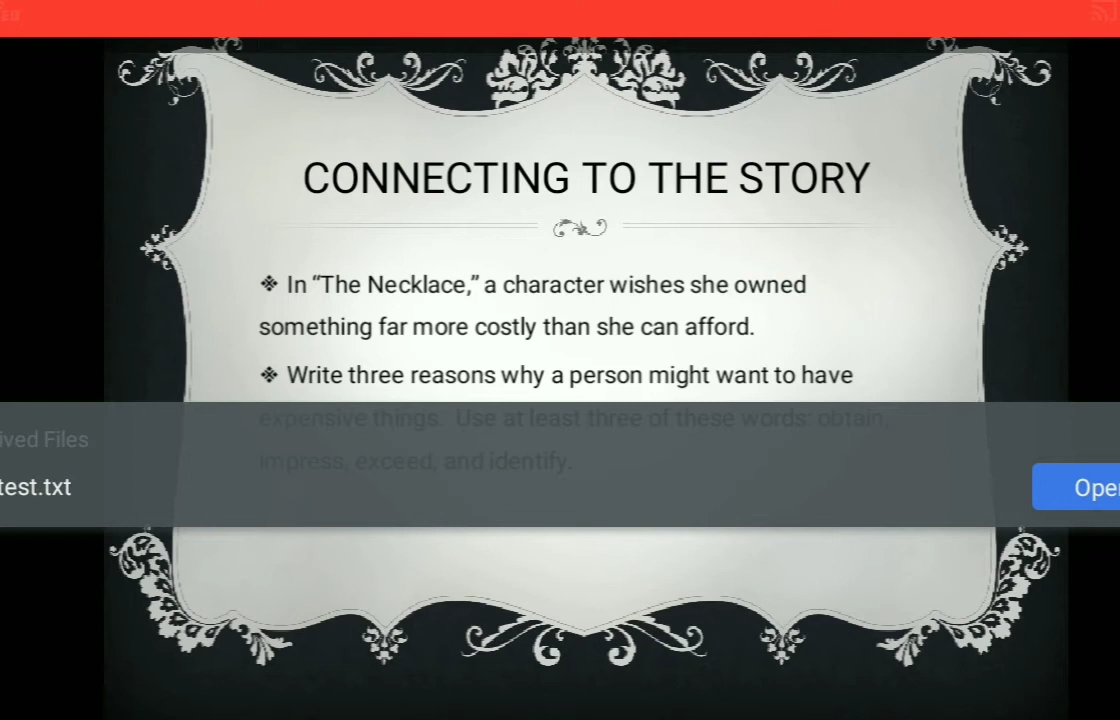 CONNECTING TO THE STORY
❖ In “The Necklace,” a character wishes she owned
something far more costly than she can afford.
❖ Write three reasons why a person might want to have
expensive things. Use at least three of these words: obtain,
impress, exceed, and identify.
ived Files
test.txt
Oper